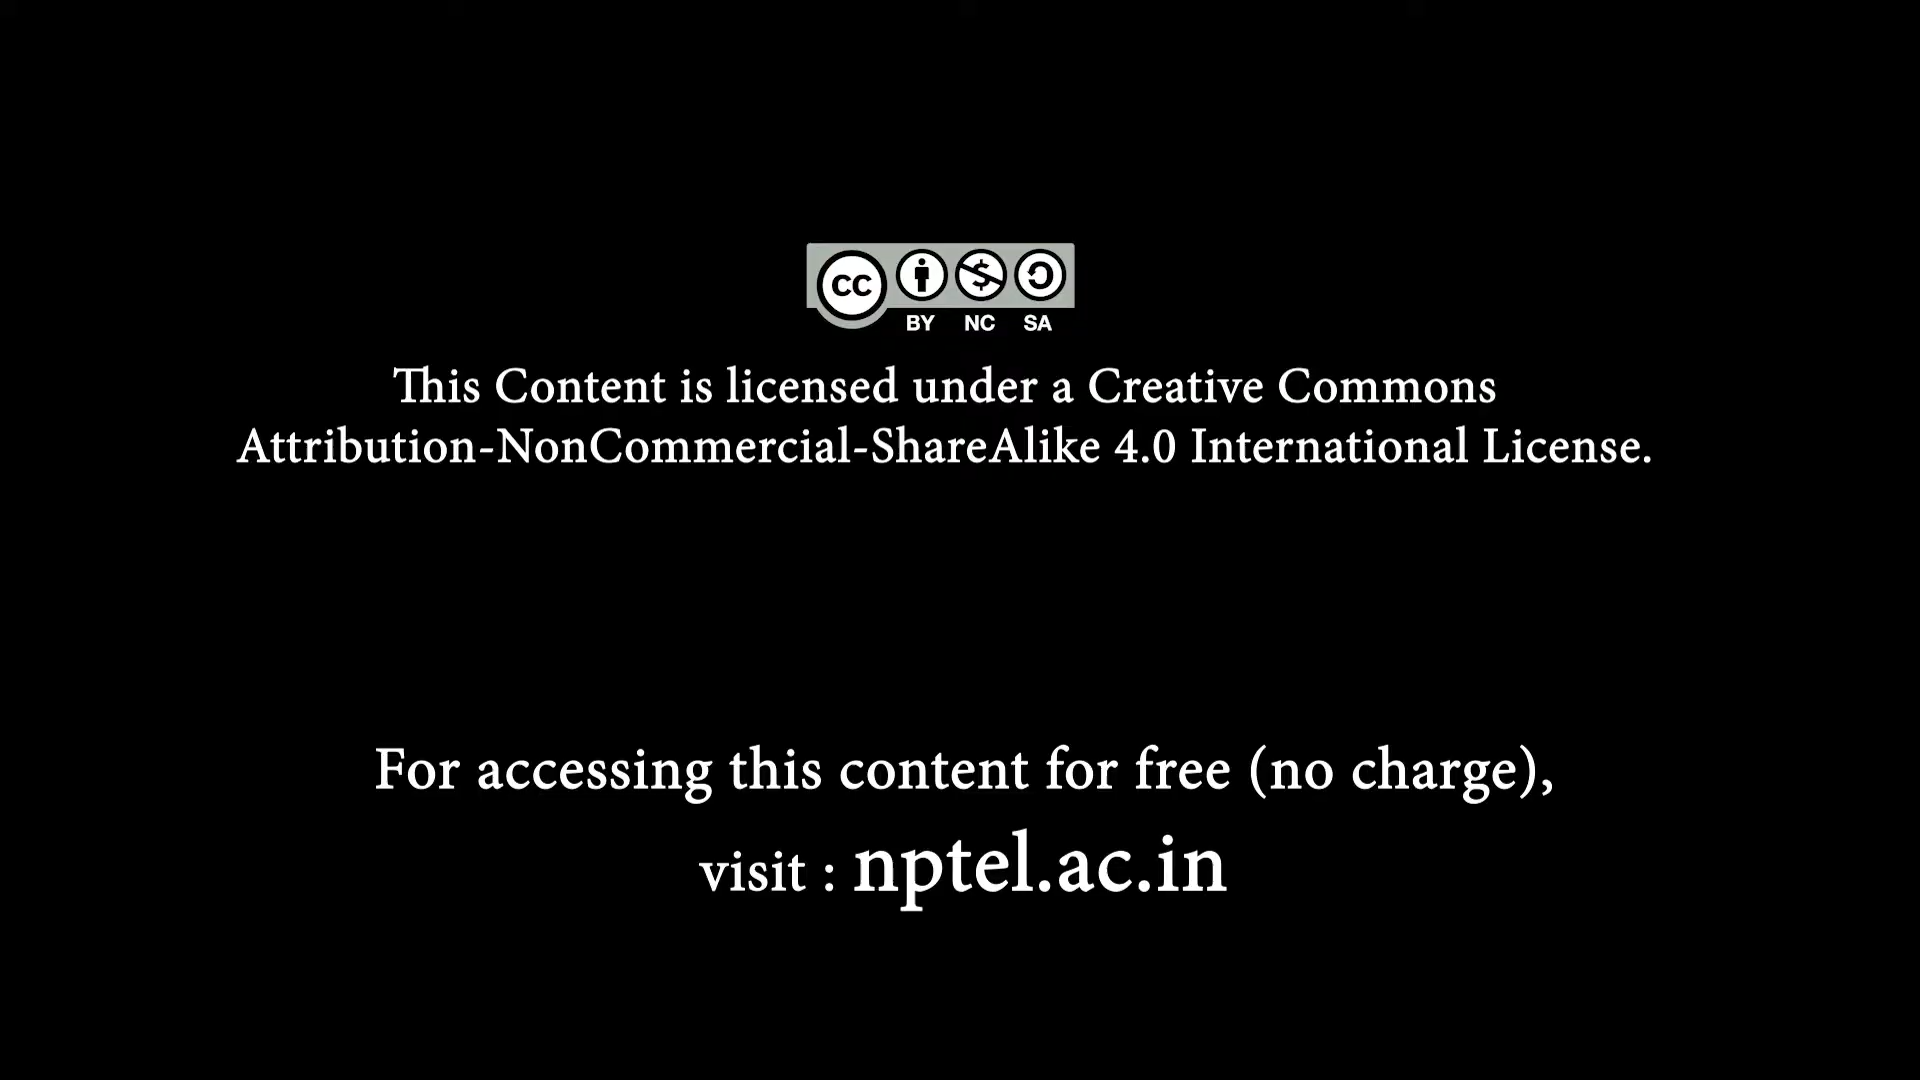 CC BY NC SA
This Content is licensed under a Creative Commons
Attribution-NonCommercial-ShareAlike 4.0 International License.
For accessing this content for free (no charge),
visit : nptel.ac.in